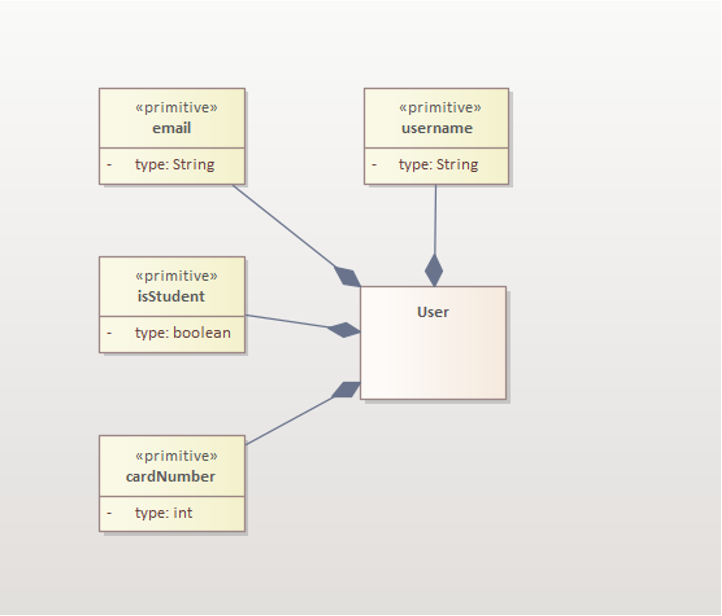 «primitive»
email
- type: String
«primitive»
username
- type: String
«primitive»
isStudent
- type: boolean
User
«primitive»
cardNumber
- type: int